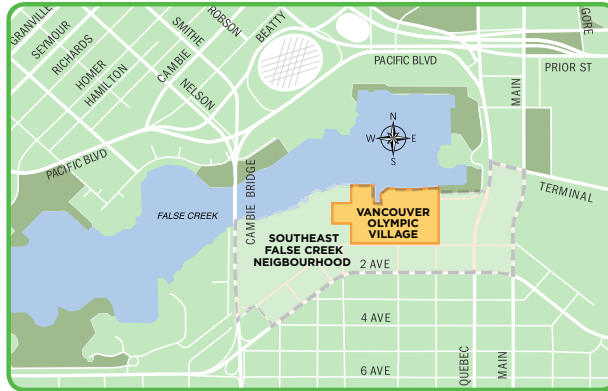 GRANVILLE
SEYMOUR
RICHARDS
HOMER
HAMILTON
ROBSON
SMITHE
CAMBIE
NELSON
BEATTY
PACIFIC BLVD
GORE
PRIOR ST
MAIN
PACIFIC BLVD
N
W E
S
TERMINAL
FALSE CREEK
CAMBIE BRIDGE
VANCOUVER
OLYMPIC
VILLAGE
SOUTHEAST
FALSE CREEK
NEIGBOURHOOD
2 AVE
4 AVE
6 AVE
QUEBEC
MAIN